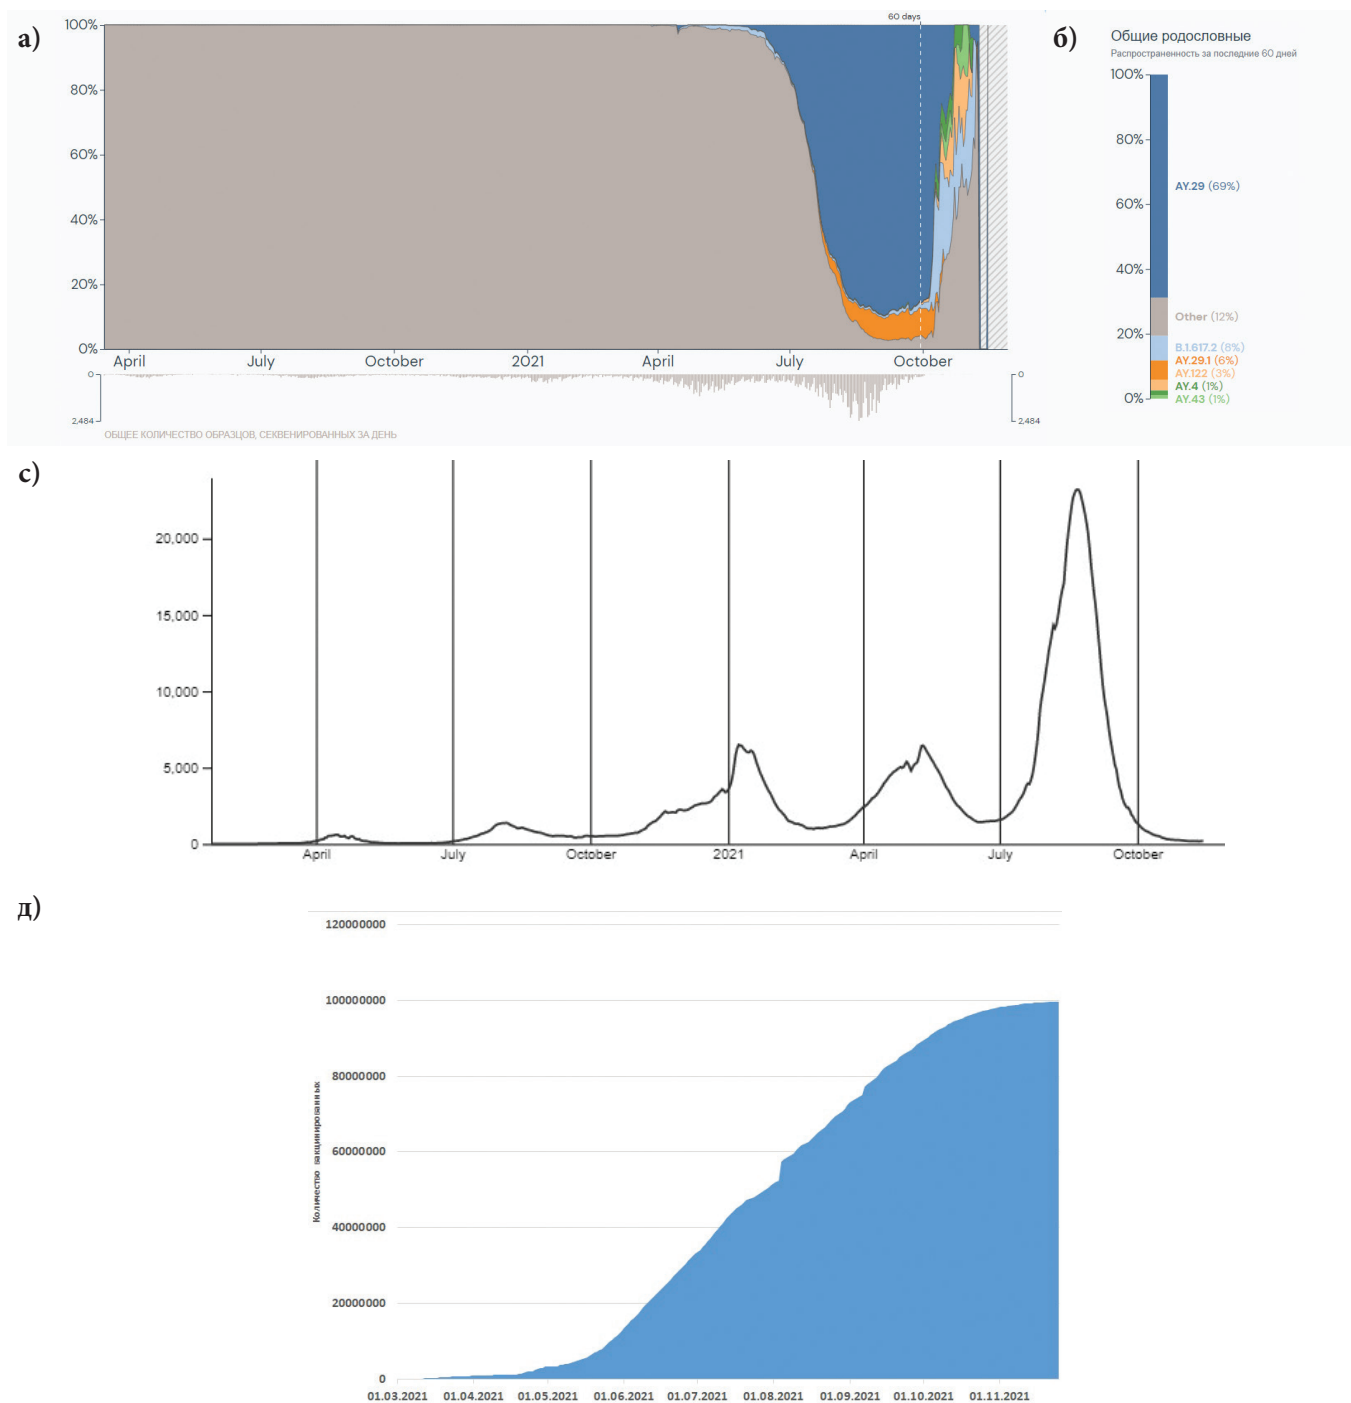 а)
100%
80%
60%
40%
20%
0%
60 days
April
July
October
2021
April
July
October
0
2,484
0
2,484
ОБЩЕЕ КОЛИЧЕСТВО ОБРАЗЦОВ, СЕКВЕНИРОВАННЫХ ЗА ДЕНЬ
б)
Общие родословные
Распространенность за последние 60 дней
100%
80%
60%
40%
20%
0%
AY.29 (69%)
Other (12%)
B.1.617.2 (8%)
AY.29.1 (6%)
AY.122 (3%)
AY.4 (1%)
AY.43 (1%)
с)
20,000
15,000
10,000
5,000
0
April
July
October
2021
April
July
October
д)
Количество вакцинированных
120000000
100000000
80000000
60000000
40000000
20000000
0
01.03.2021
01.04.2021
01.05.2021
01.06.2021
01.07.2021
01.08.2021
01.09.2021
01.10.2021
01.11.2021